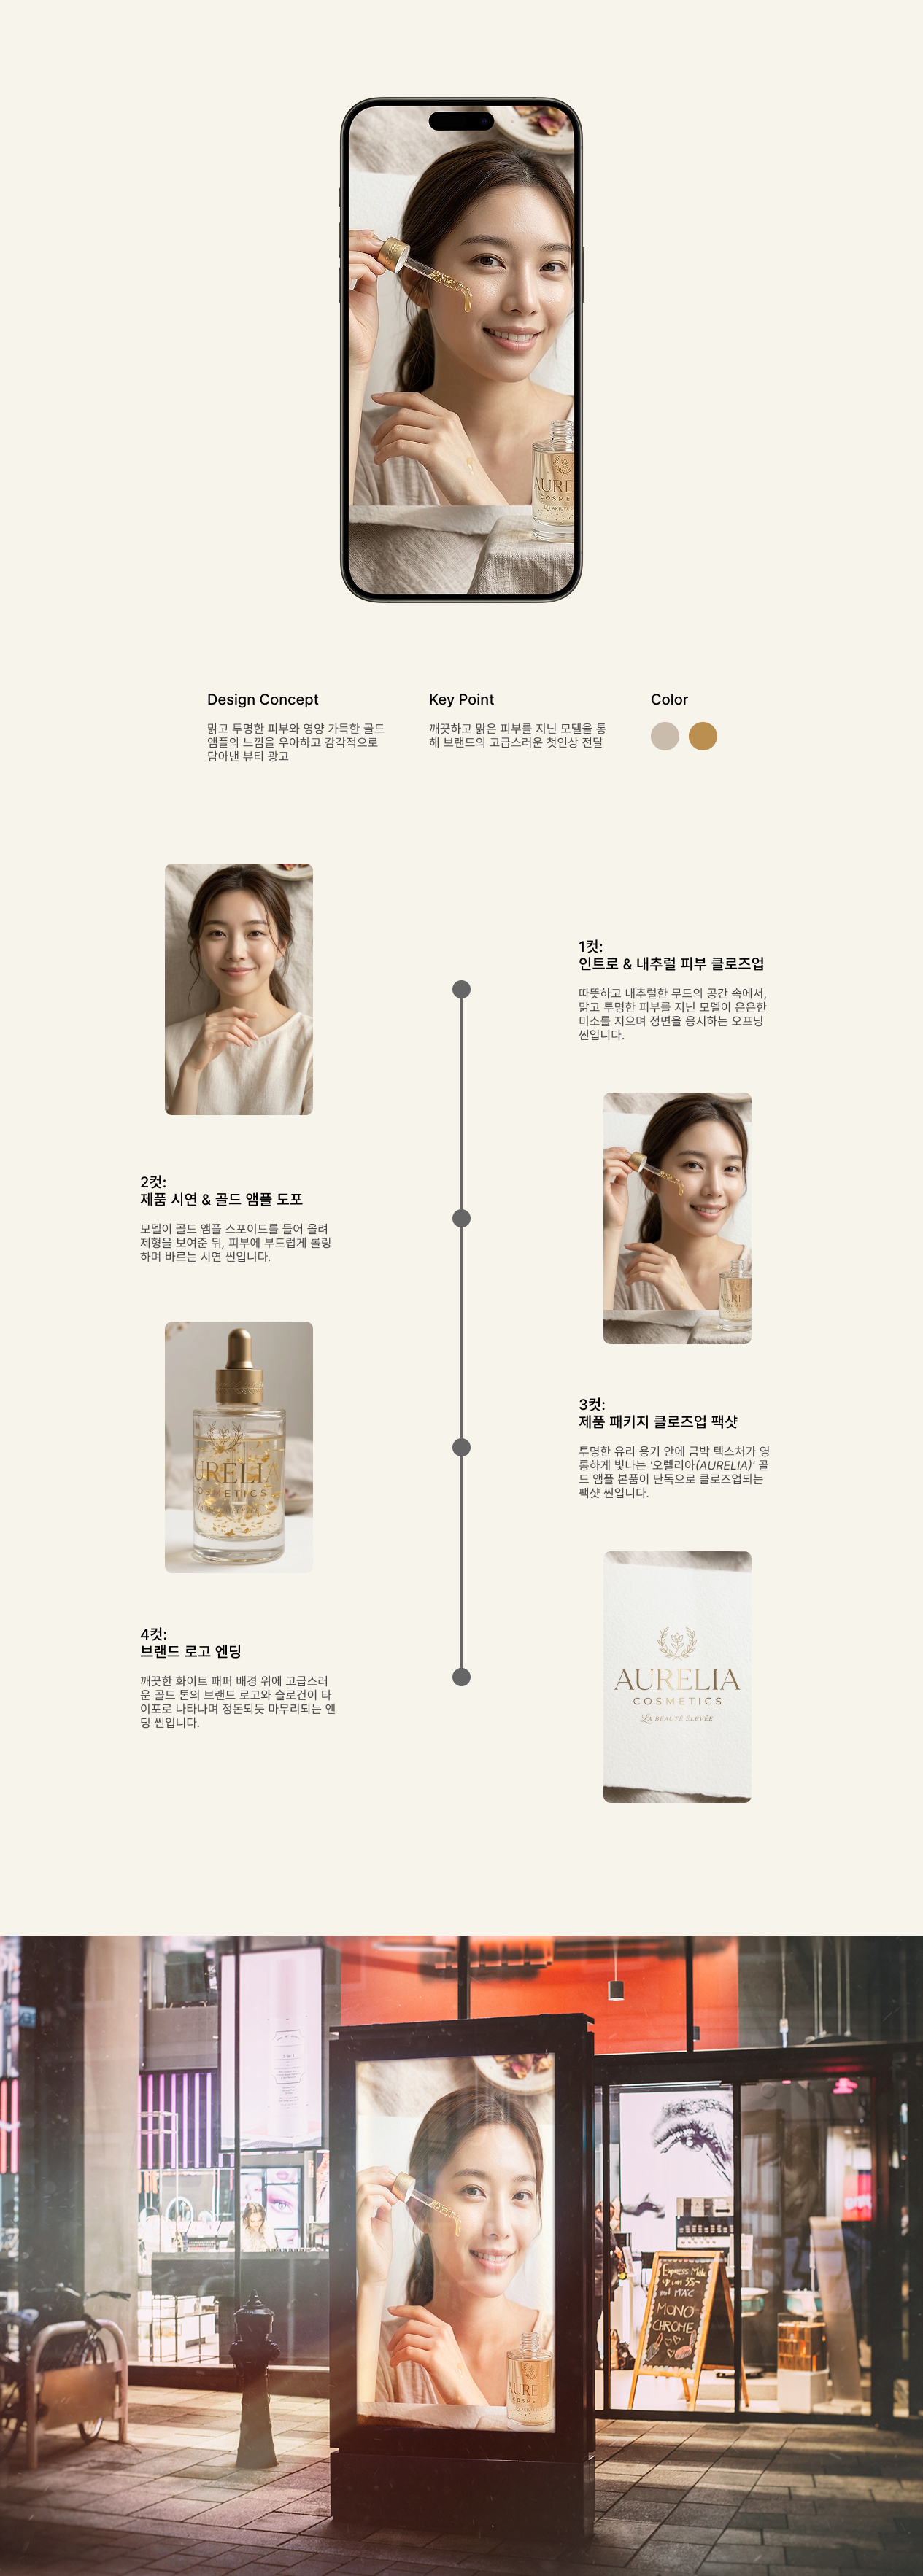 AURE
COSME
Design Concept
맑고 투명한 피부와 영양 가득한 골드
앰플의 느낌을 우아하고 감각적으로
담아낸 뷰티 광고
Key Point
깨끗하고 맑은 피부를 지닌 모델을 통
해 브랜드의 고급스러운 첫인상 전달
Color
1컷:
인트로 & 내추럴 피부 클로즈업
따뜻하고 내추럴한 무드의 공간 속에서,
맑고 투명한 피부를 지닌 모델이 은은한
미소를 지으며 정면을 응시하는 오프닝
씬입니다.
2컷:
제품 시연 & 골드 앰플 도포
모델이 골드 앰플 스포이드를 들어 올려
제형을 보여준 뒤, 피부에 부드럽게 롤링
하며 바르는 시연 씬입니다.
AURE
URELIA
COSMETICS
3컷:
제품 패키지 클로즈업 팩샷
투명한 유리 용기 안에 금박 텍스처가 영
롱하게 빛나는 '오렐리아(AURELIA)' 골
드 앰플 본품이 단독으로 클로즈업되는
팩샷 씬입니다.
4컷:
브랜드 로고 엔딩
깨끗한 화이트 페퍼 배경 위에 고급스러
운 골드 톤의 브랜드 로고와 슬로건이 타
이포로 나타나며 정돈되듯 마무리되는 엔
딩 씬입니다.
AURELIA
COSMETICS
LA BEAUTÉ ÉLEVÉE
AURE
COSME
Express Make
up
MAC
MONO
CHROME